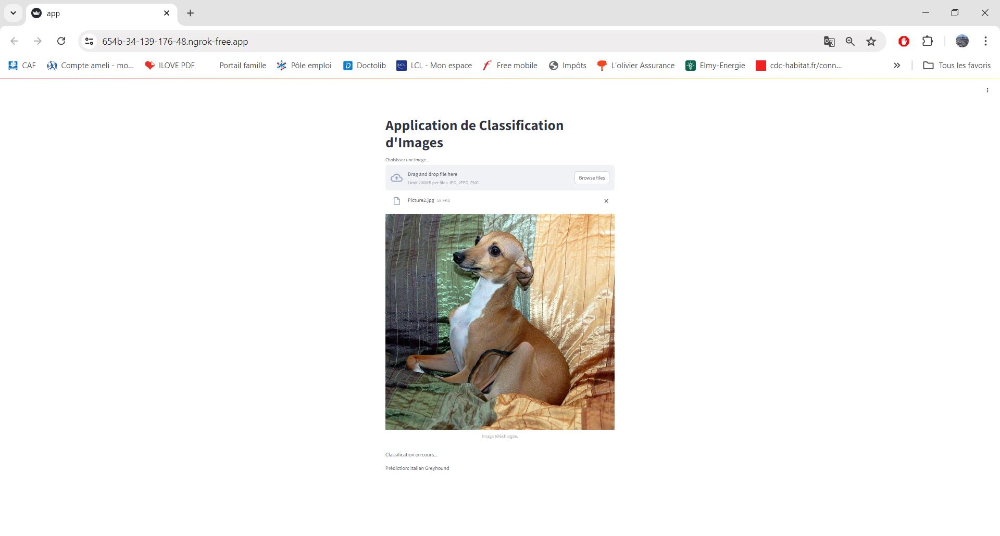 app
654b-34-139-176-48.ngrok-free.app
CAF Compte ameli - mo... ILOVE PDF Portail famille Pôle emploi Doctolib LCL LCL - Mon espace Free mobile Impôts L'olivier Assurance Elmy-Energie cdc-habitat.fr/conn... Tous les favoris
Application de Classification
d'Images
Choisissez une image...
Drag and drop file here
Limit 200MB per file • JPG, JPEG, PNG
Browse files
Picture2.jpg 58.9KB
Image téléchargée.
Classification en cours...
Prédiction: Italian Greyhound